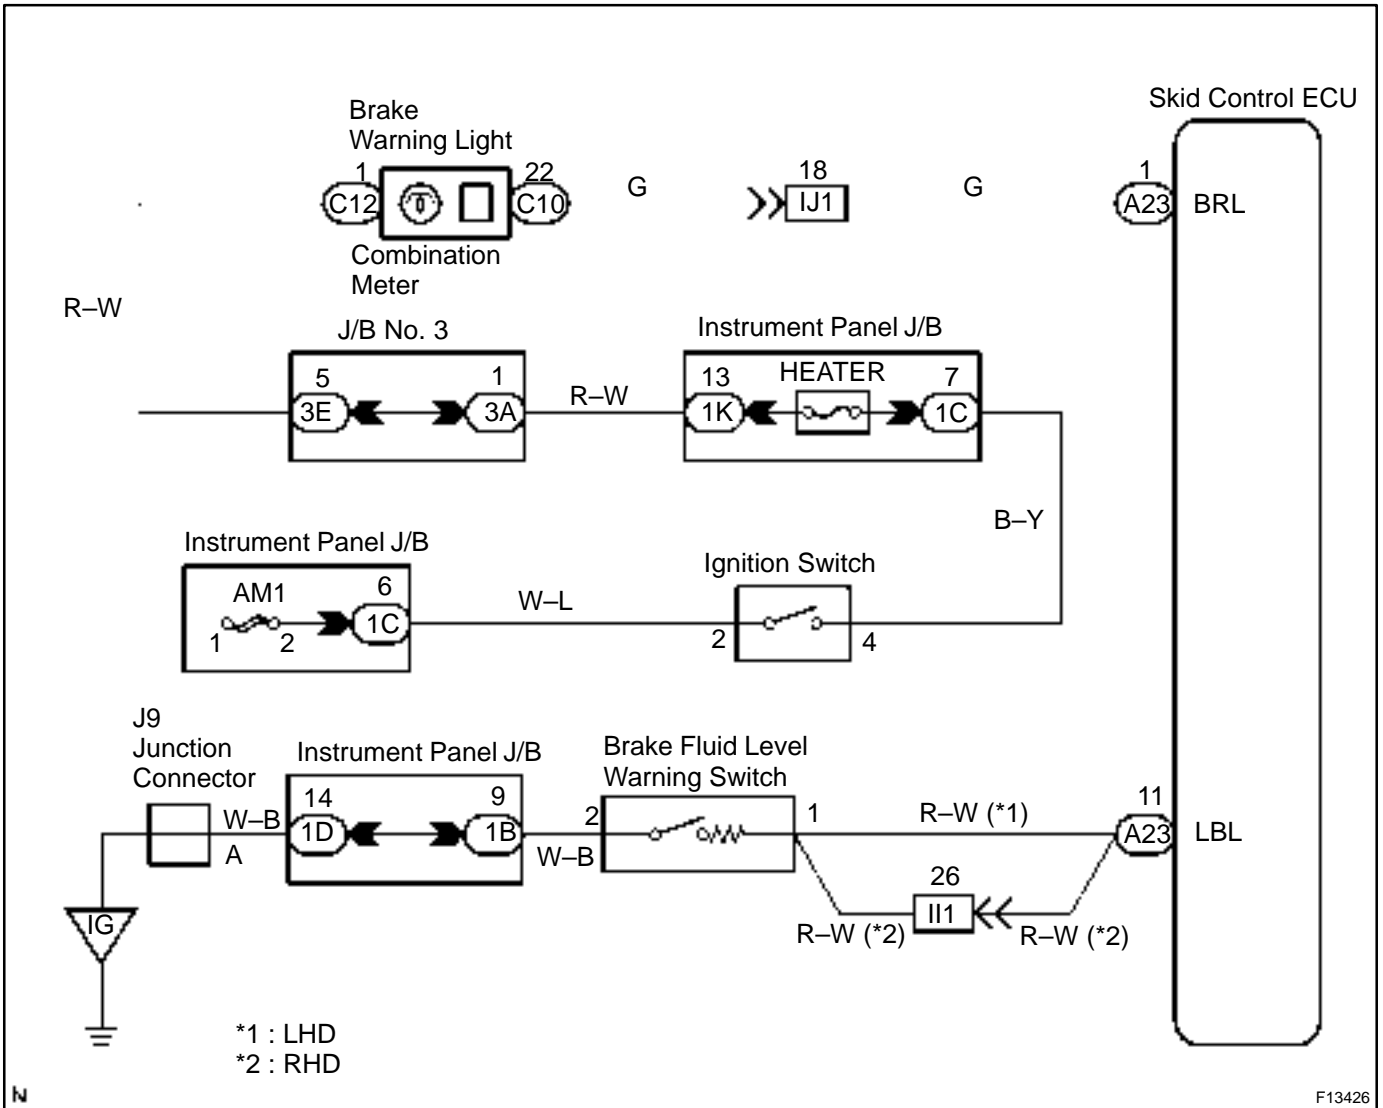 Skid Control ECU
Brake
Warning Light
1
22
C12
C10
G
18
IJ1
G
1
A23
BRL
Combination
Meter
R–W
J/B No. 3
5
1
3E
3A
R–W
Instrument Panel J/B
13
HEATER
7
1K
1C
B–Y
Instrument Panel J/B
AM1
6
1
2
1C
W–L
Ignition Switch
2
4
J9
Junction
Connector
W–B
A
Instrument Panel J/B
14
9
1D
1B
W–B
Brake Fluid Level
Warning Switch
2
1
R–W (*1)
11
A23
LBL
26
II1
R–W (*2)
R–W (*2)
IG
*1 : LHD
*2 : RHD
N
F13426